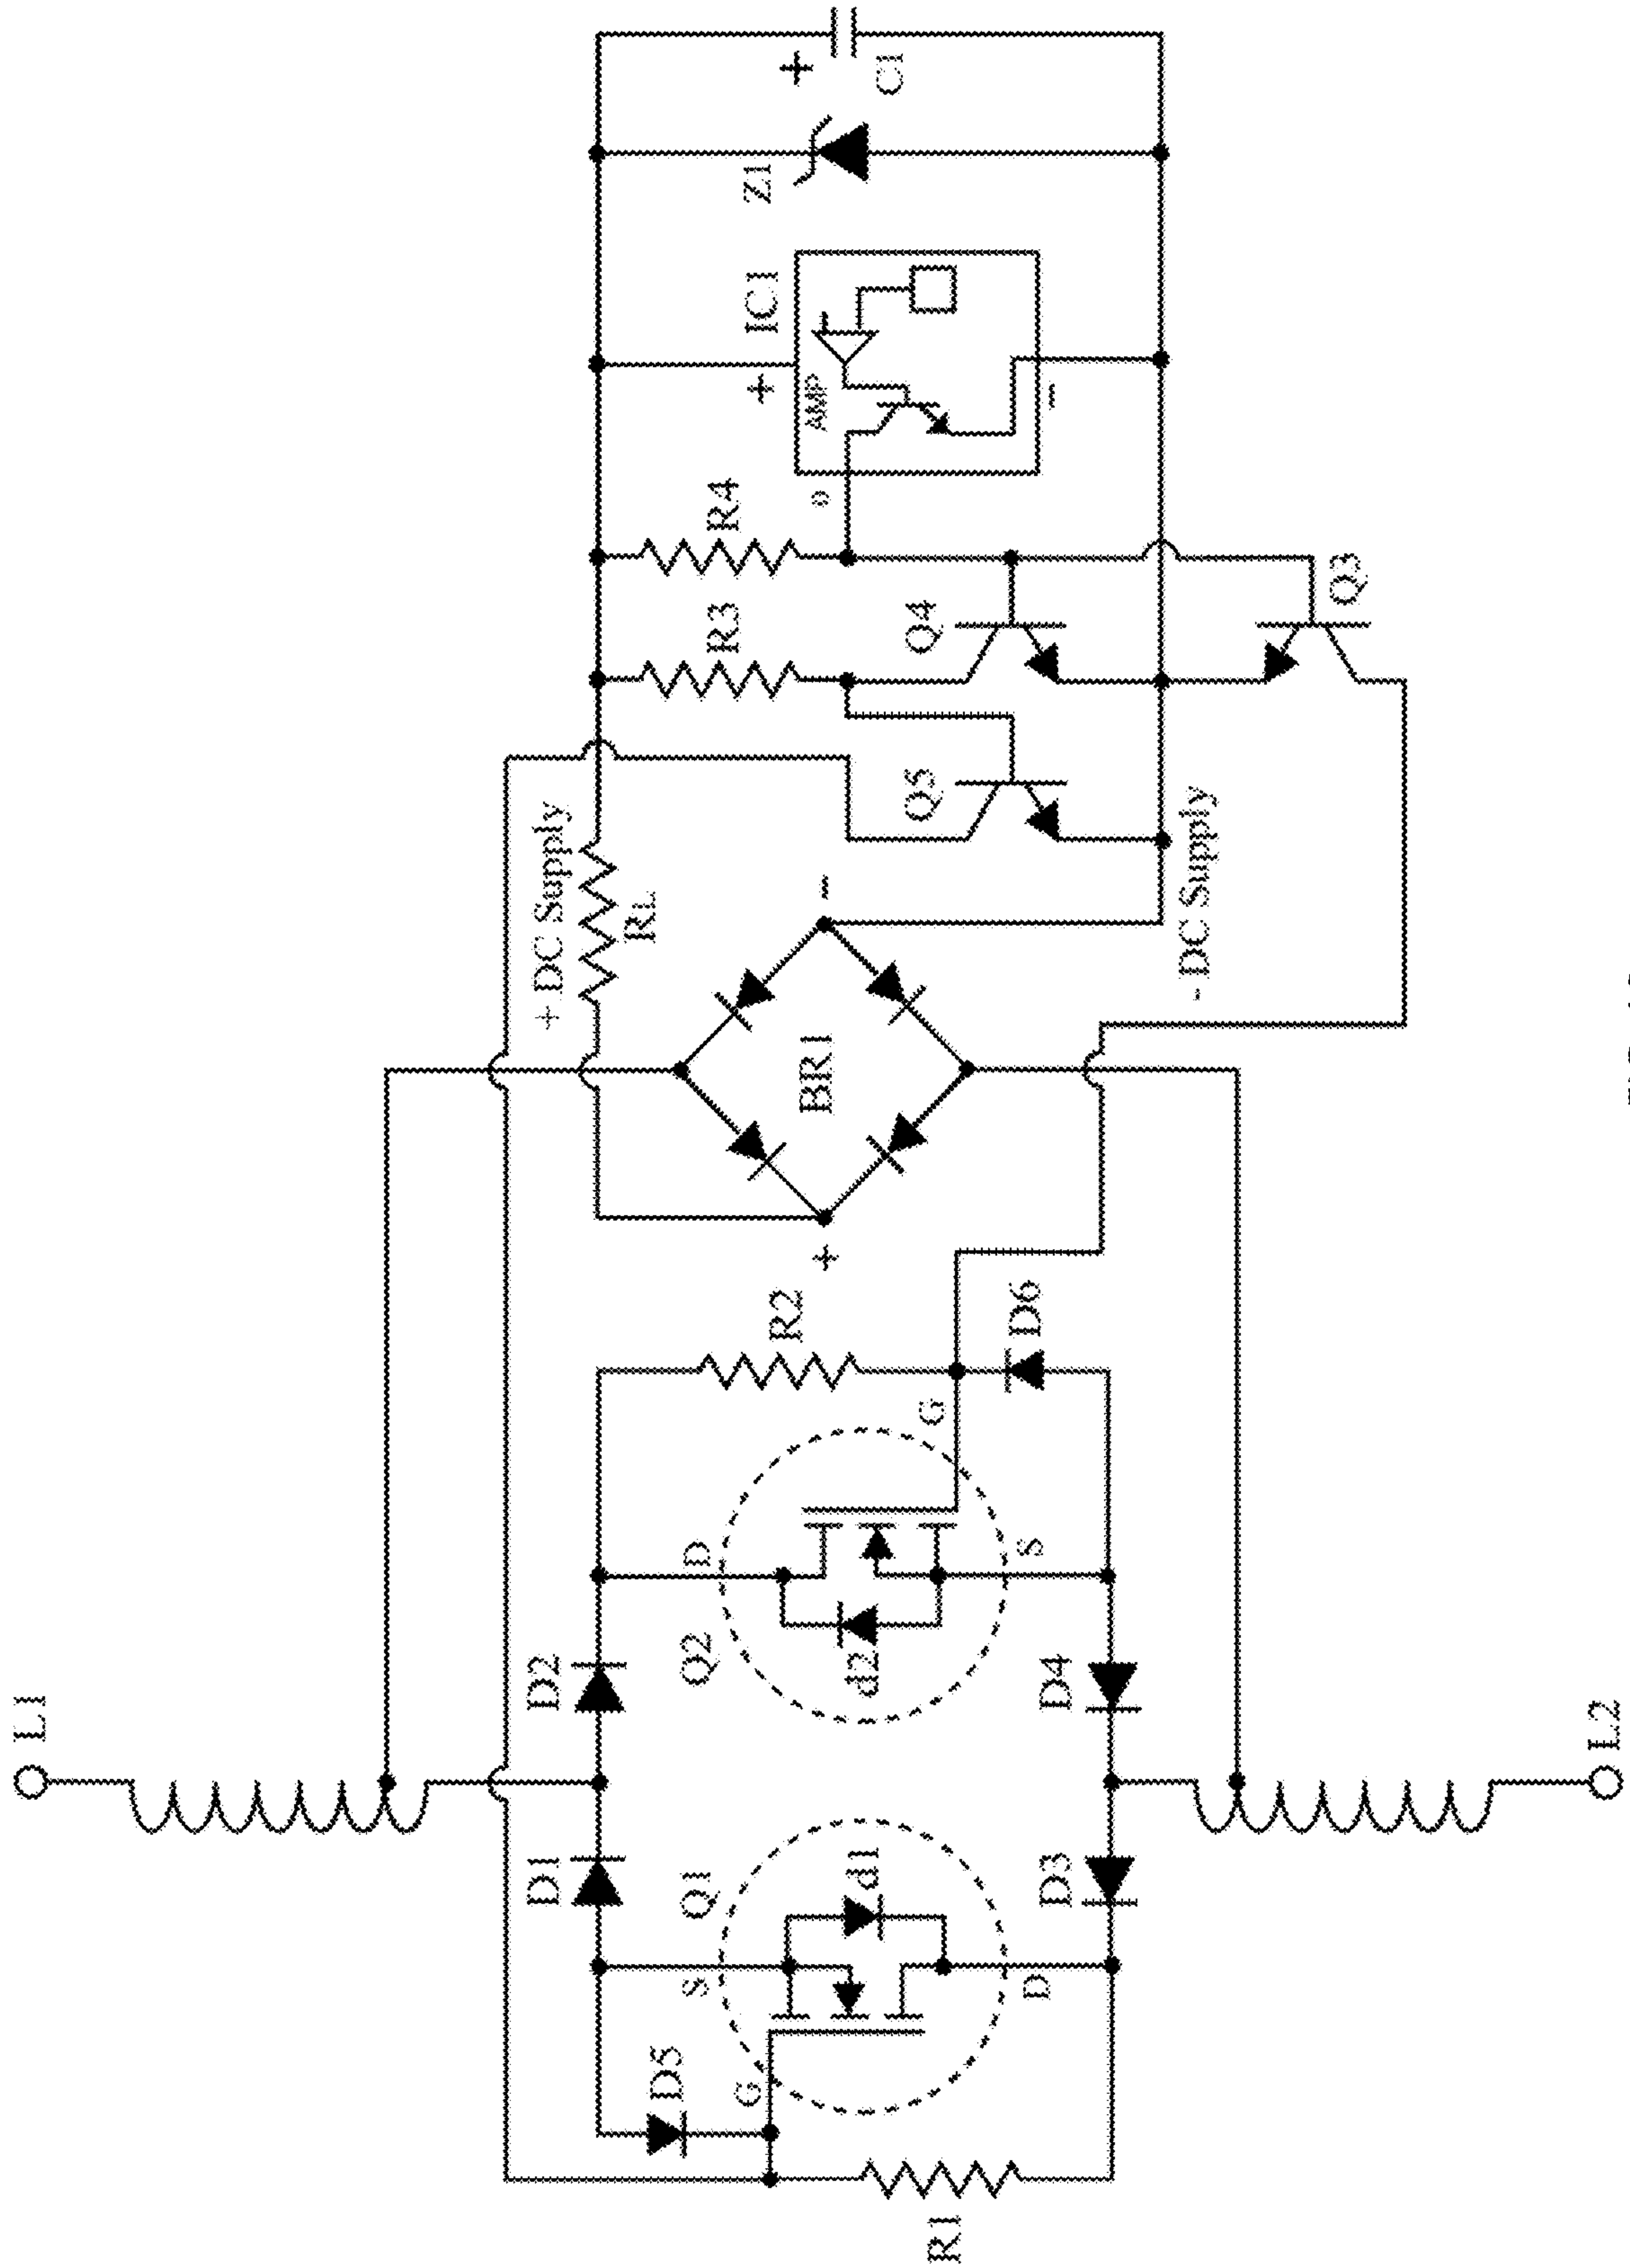 L1
D1
D2
+ DC Supply
RL
R3
R4
IC1
Z1
+
C1
+
AMP
o
−
Q1
d1
Q2
d2
S
D
D
S
G
G
D5
R1
R2
D6
+
BR1
−
Q5
Q4
Q3
D3
D4
- DC Supply
L2